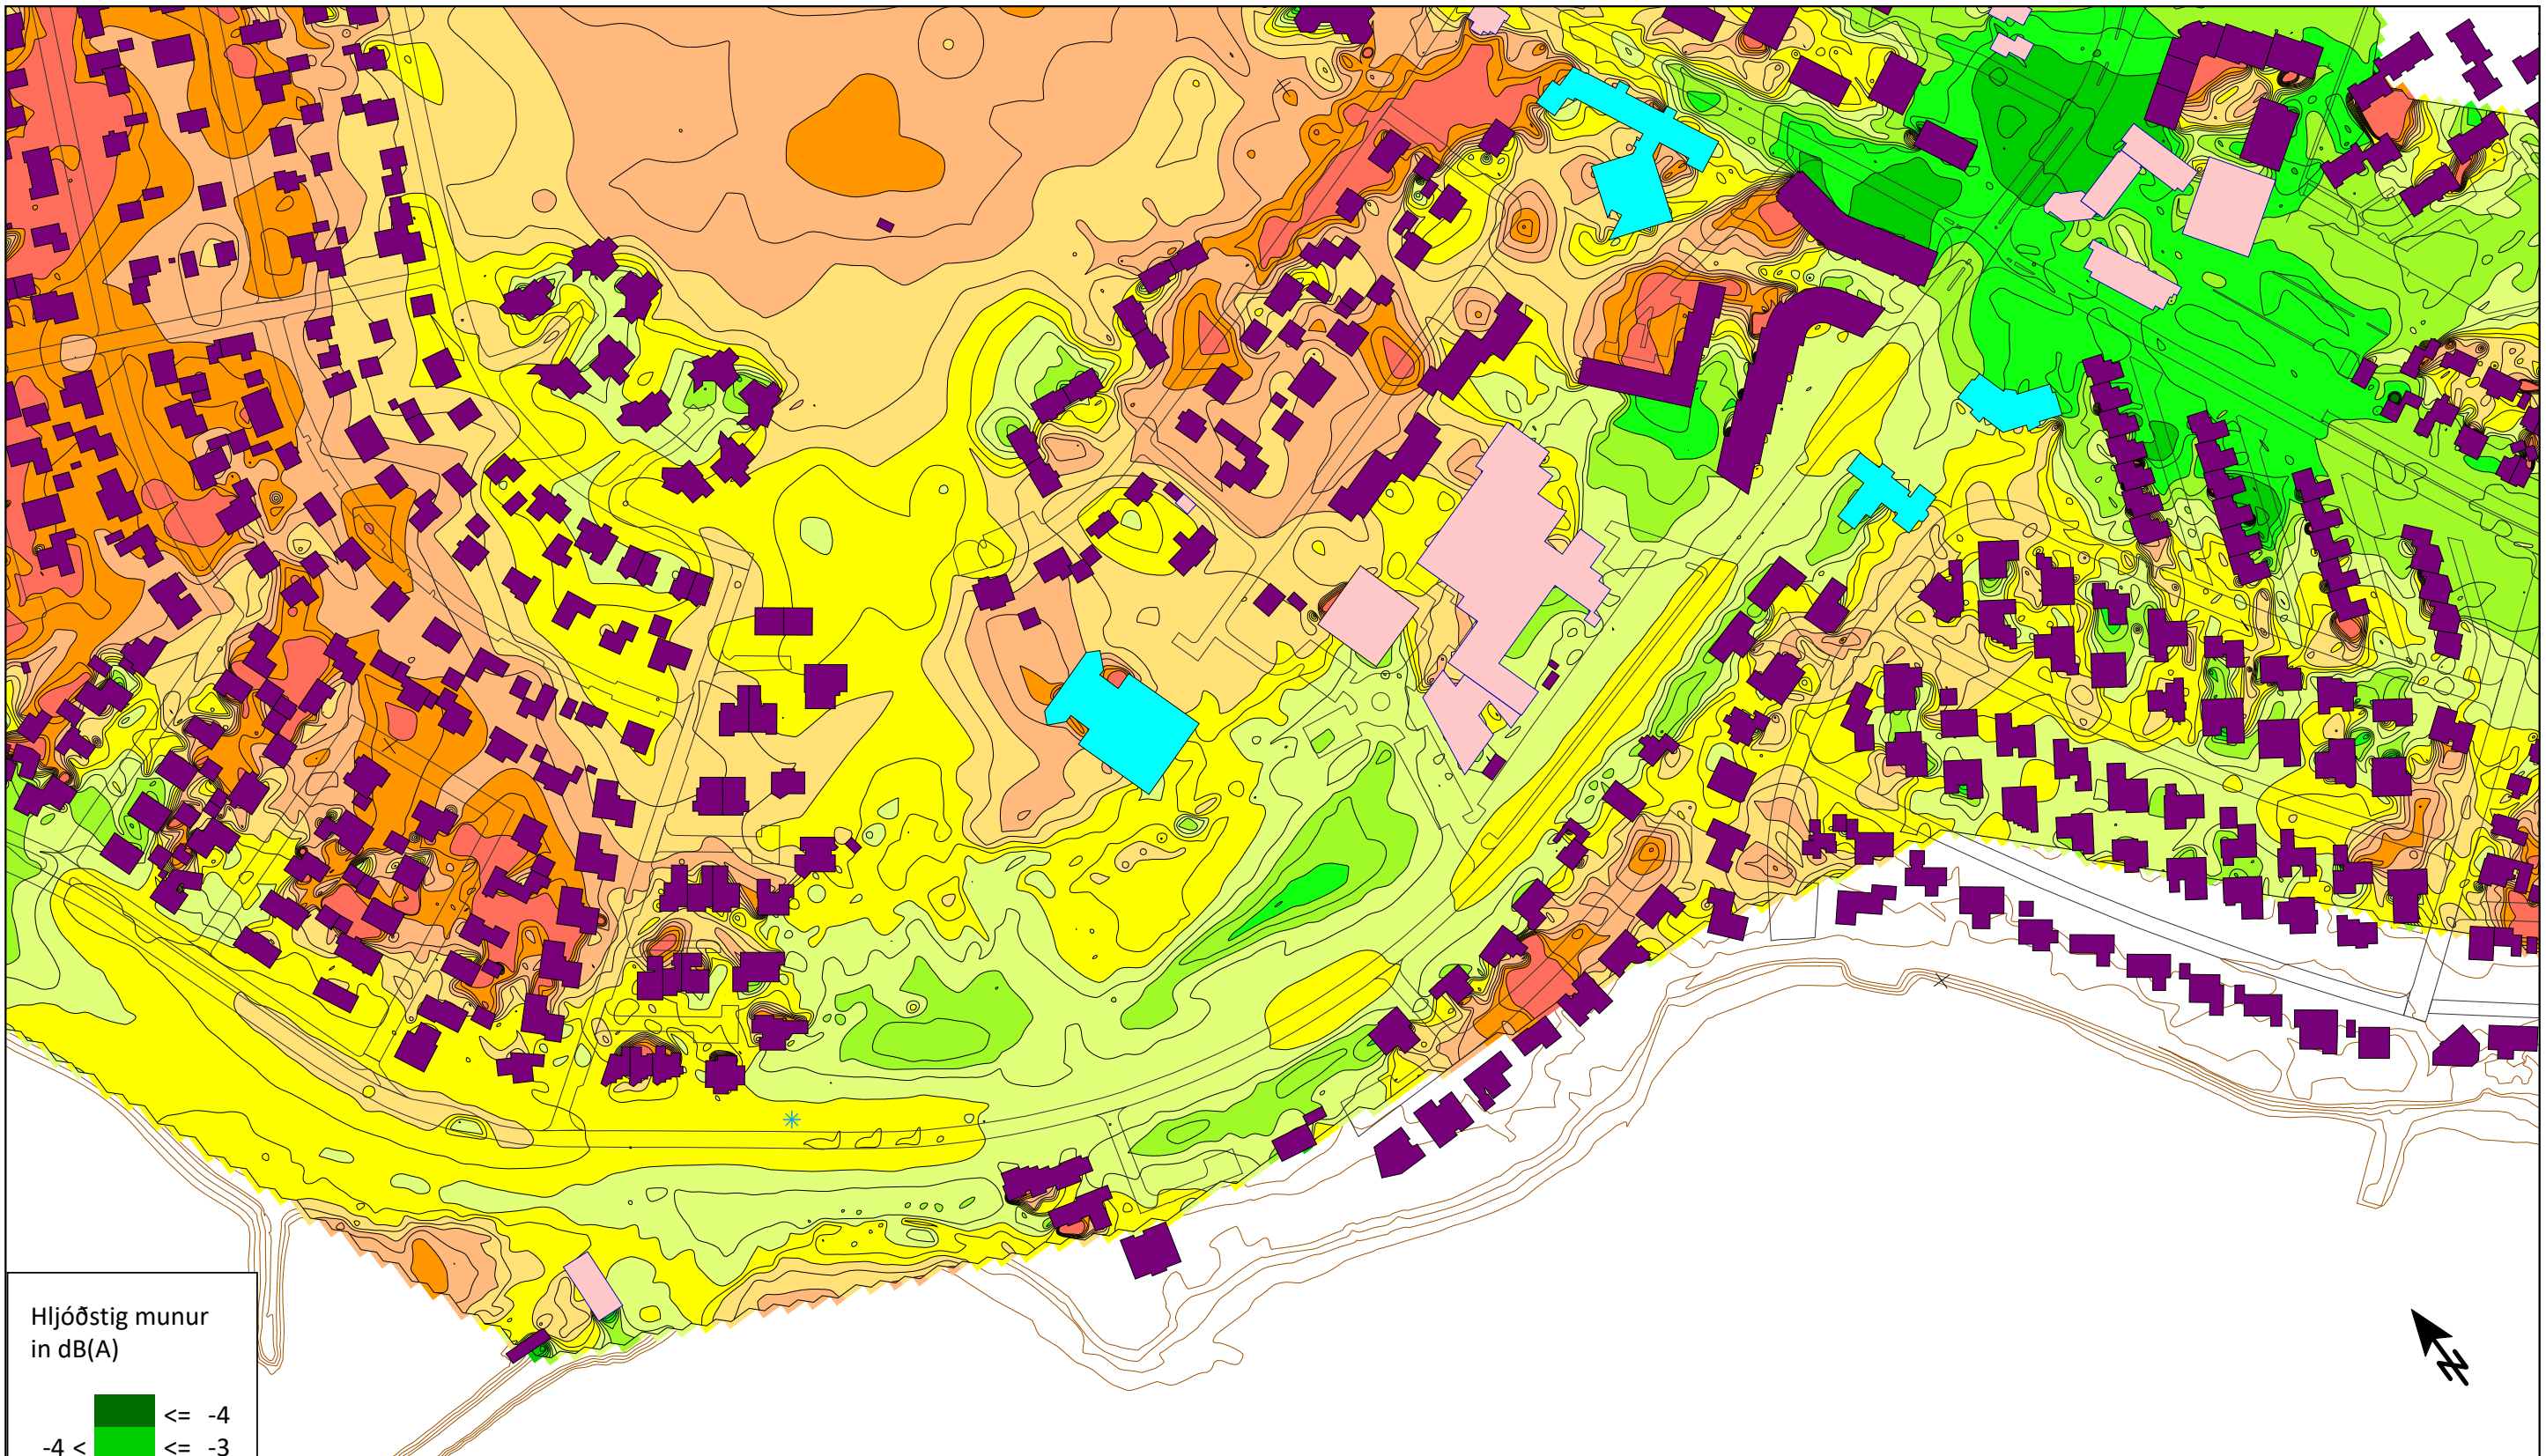 Hljóðstig munur
in dB(A)
<= -4
-4 < <= -3
N